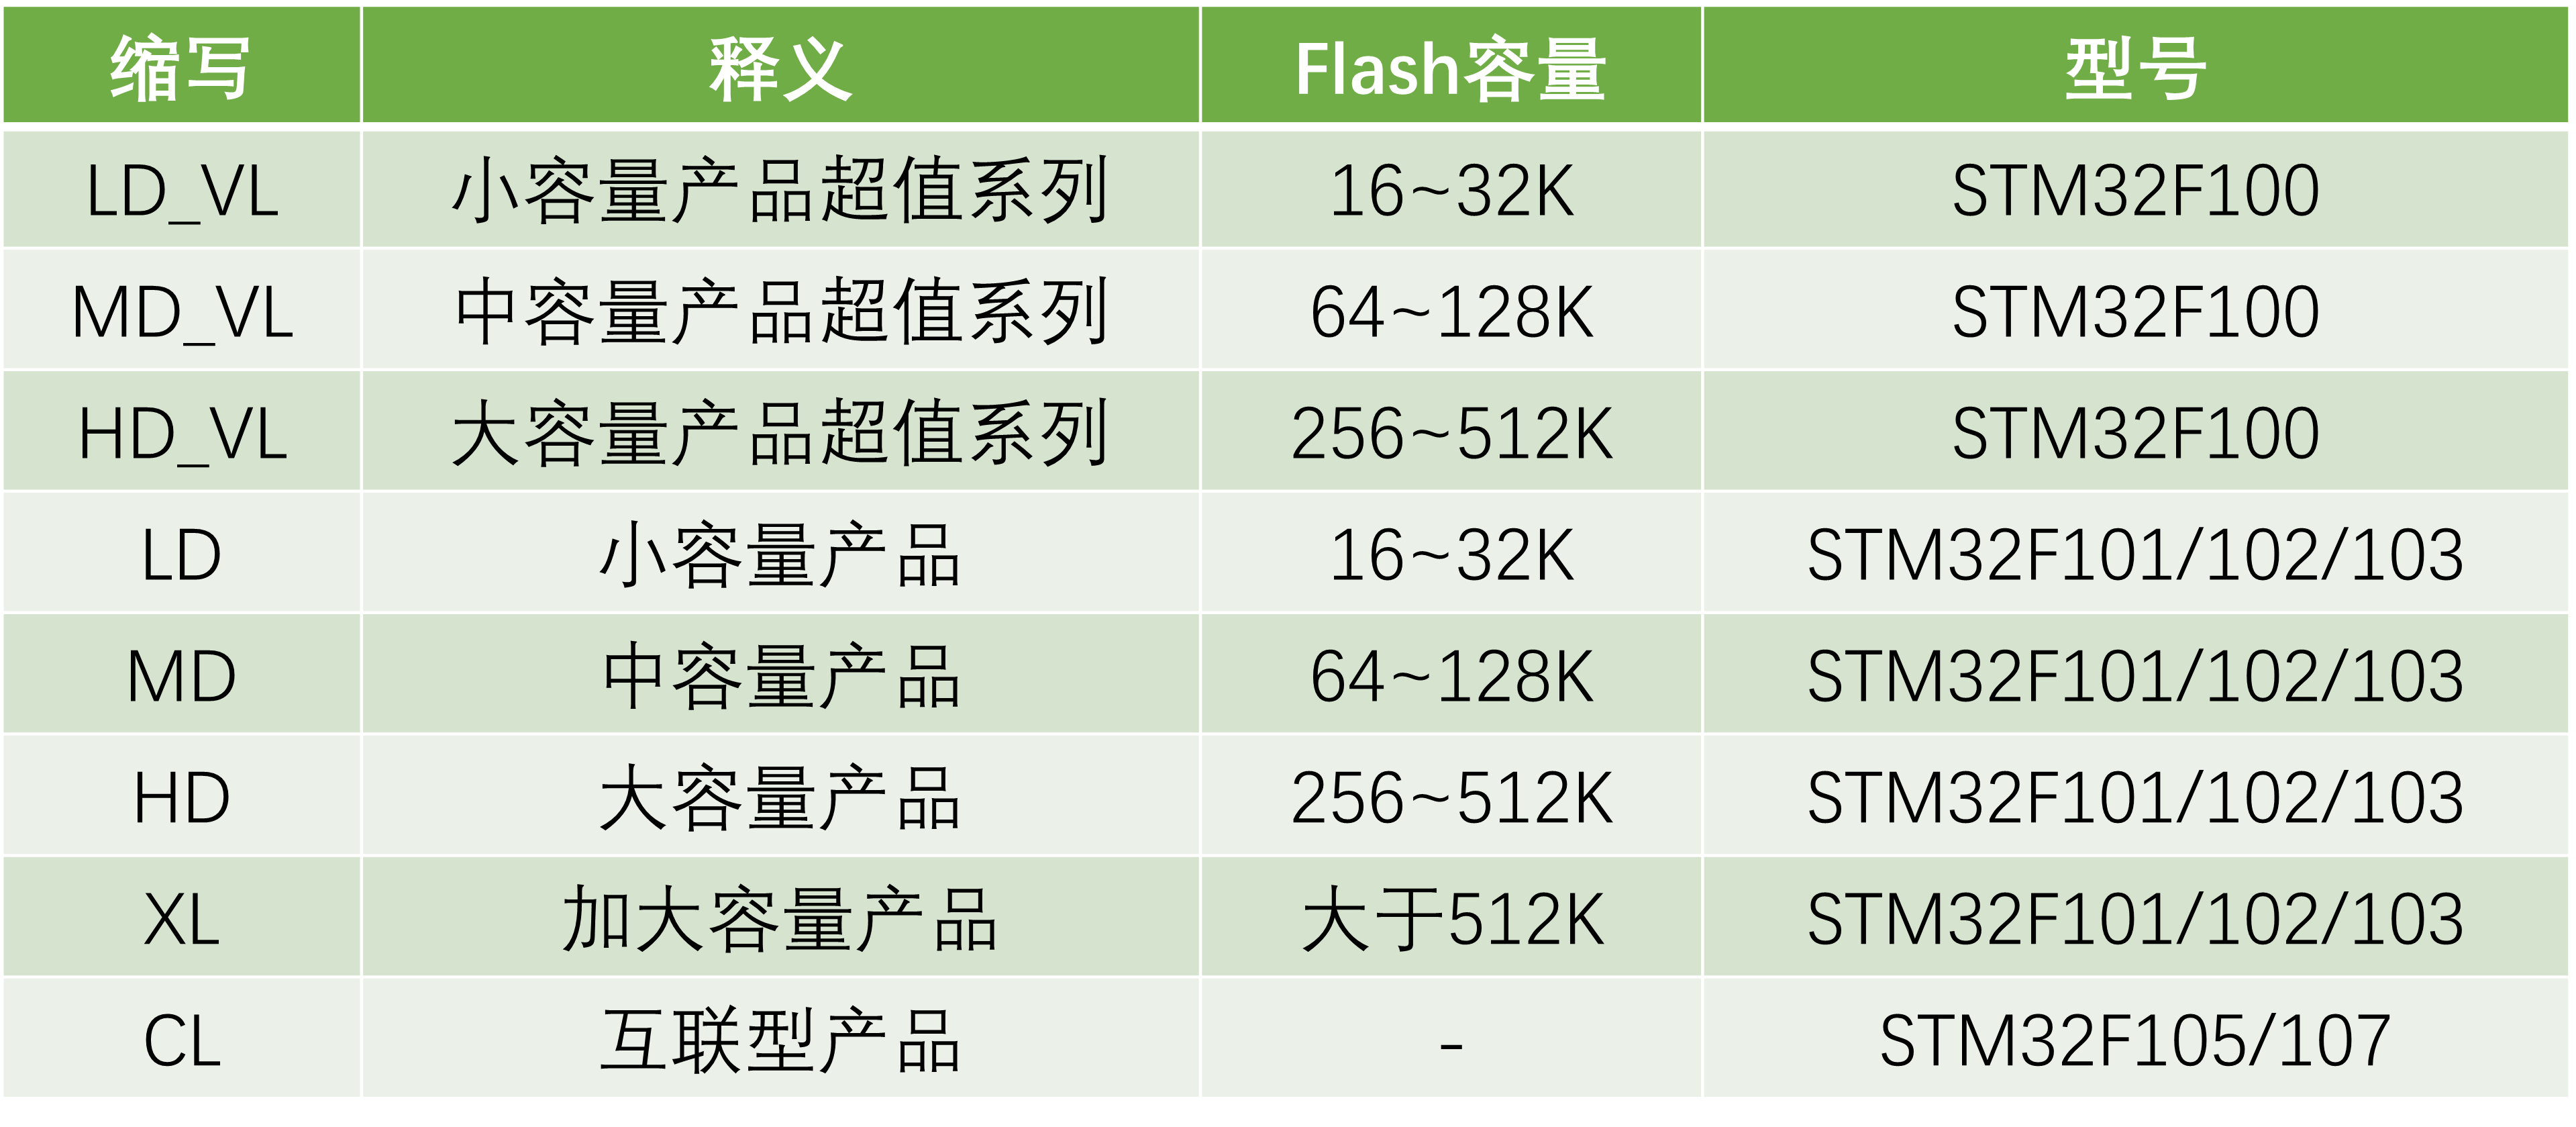 缩写 释义 Flash容量 型号
LD_VL 小容量产品超值系列 16~32K STM32F100
MD_VL 中容量产品超值系列 64~128K STM32F100
HD_VL 大容量产品超值系列 256~512K STM32F100
LD 小容量产品 16~32K STM32F101/102/103
MD 中容量产品 64~128K STM32F101/102/103
HD 大容量产品 256~512K STM32F101/102/103
XL 加大容量产品 大于512K STM32F101/102/103
CL 互联型产品 - STM32F105/107